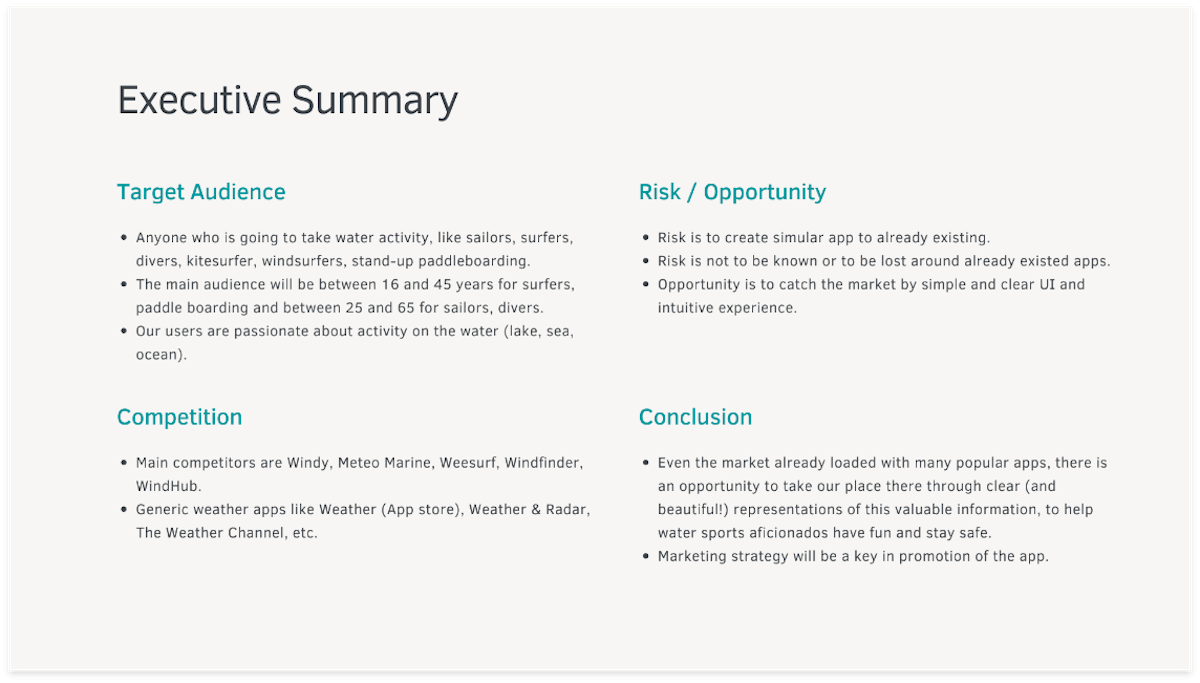 Executive Summary
Target Audience
• Anyone who is going to take water activity, like sailors, surfers,
divers, kitesurfer, windsurfers, stand-up paddleboarding.
• The main audience will be between 16 and 45 years for surfers,
paddle boarding and between 25 and 65 for sailors, divers.
• Our users are passionate about activity on the water (lake, sea,
ocean).
Risk / Opportunity
• Risk is to create simular app to already existing.
• Risk is not to be known or to be lost around already existed apps.
• Opportunity is to catch the market by simple and clear UI and
intuitive experience.
Competition
• Main competitors are Windy, Meteo Marine, Weesurf, Windfinder,
WindHub.
• Generic weather apps like Weather (App store), Weather & Radar,
The Weather Channel, etc.
Conclusion
• Even the market already loaded with many popular apps, there is
an opportunity to take our place there through clear (and
beautiful!) representations of this valuable information, to help
water sports aficionados have fun and stay safe.
• Marketing strategy will be a key in promotion of the app.